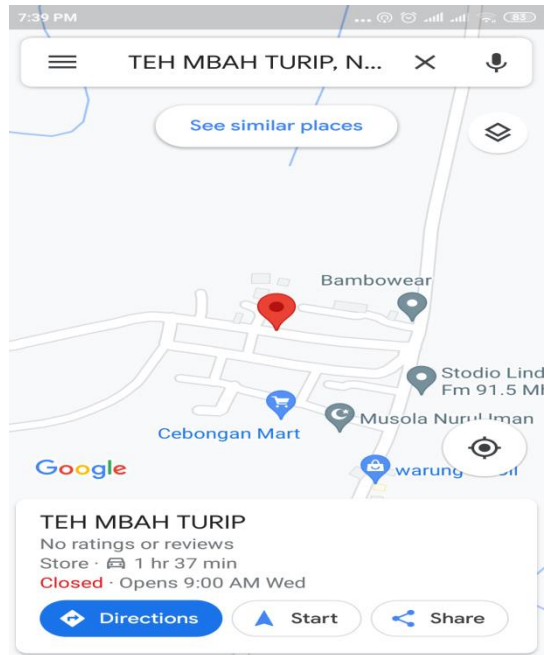 7:39 PM
... 83
TEH MBAH TURIP, N...
See similar places
Bambowear
Stodio Lind
Fm 91.5 M
Musola Nurul Iman
Cebongan Mart
Google
warung
TEH MBAH TURIP
No ratings or reviews
Store · 1 hr 37 min
Closed · Opens 9:00 AM Wed
Directions
Start
Share